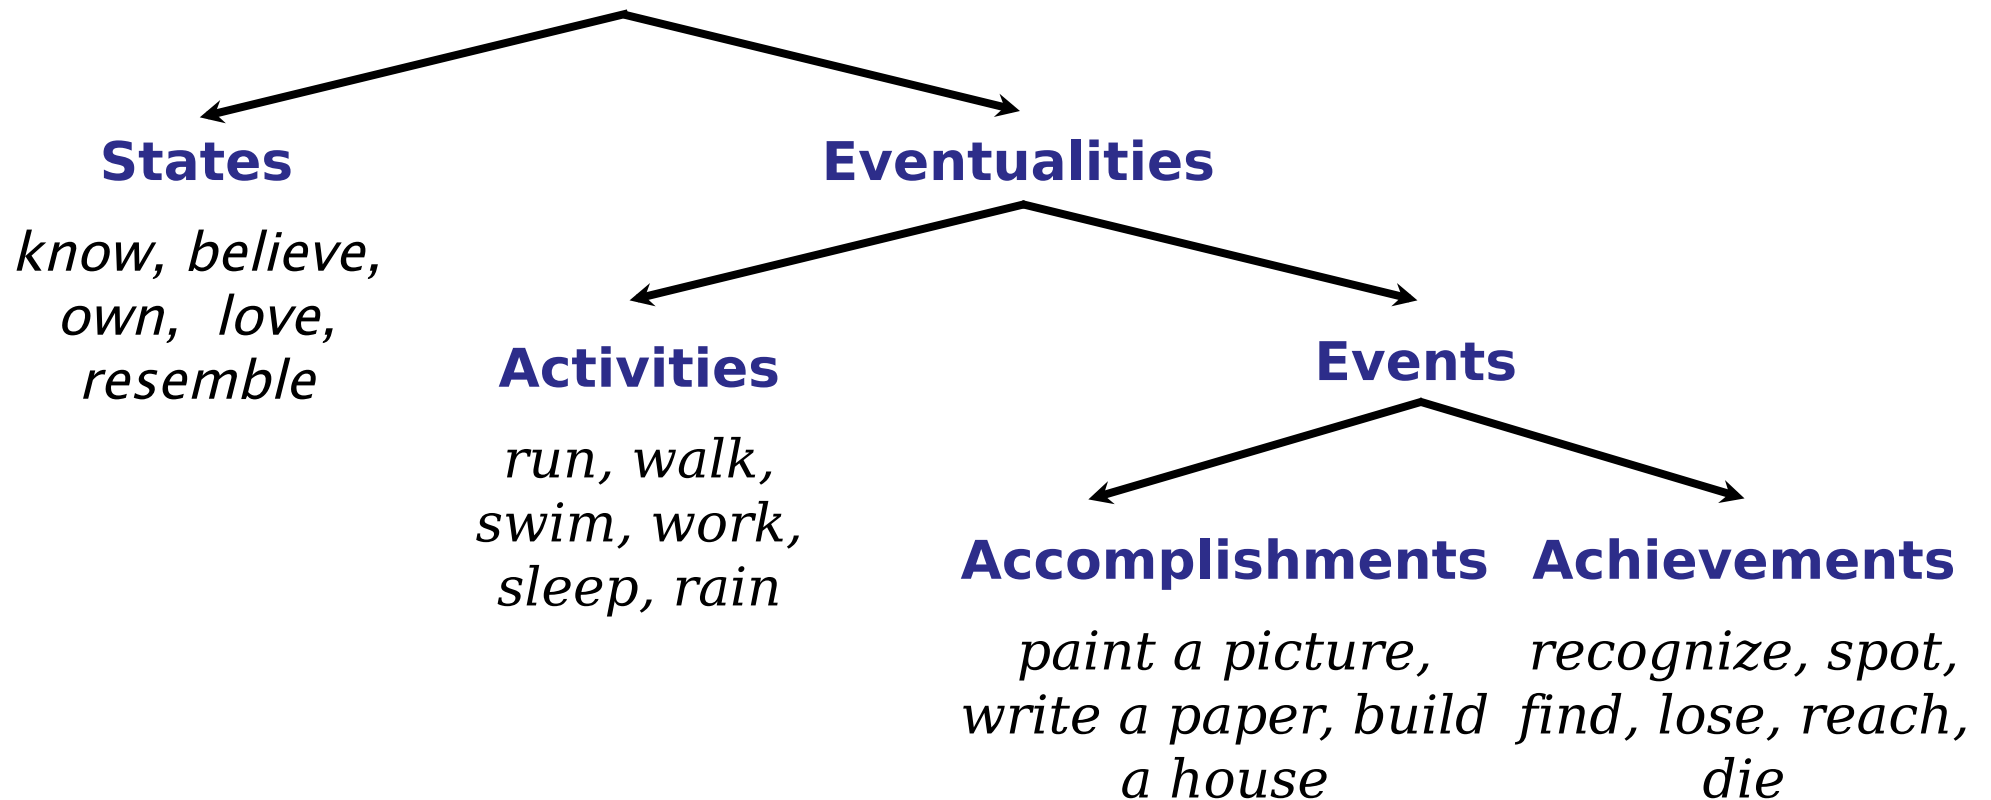 States
Eventualities
know, believe,
own, love,
resemble
Activities
Events
run, walk,
swim, work,
sleep, rain
Accomplishments
Achievements
paint a picture,
write a paper, build
a house
recognize, spot,
find, lose, reach,
die